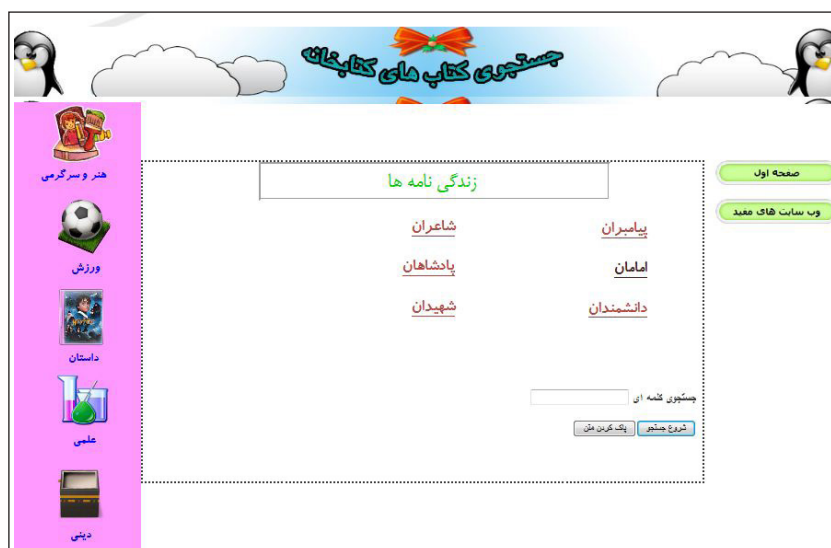 جستجوی کتاب های کتابخانه
صفحه اول
وب سایت های مفید
زندگی نامه ها
پیامبران
شاعران
امامان
پادشاهان
دانشمندان
شهیدان
جستجوی کلمه ای
شروع جستجو
پاک کردن متن
هنر و سرگرمی
ورزش
داستان
علمی
دینی